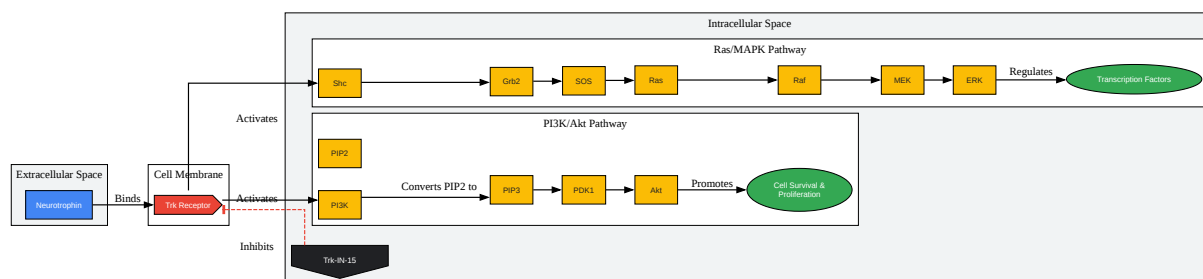 Intracellular Space
Ras/MAPK Pathway
Shc
Grb2
SOS
Ras
Raf
MEK
ERK
Regulates
Transcription Factors
Activates
PI3K/Akt Pathway
PIP2
Extracellular Space
Neurotrophin
Binds
Cell Membrane
Trk Receptor
Activates
PI3K
Converts PIP2 to
PIP3
PDK1
Akt
Promotes
Cell Survival &
Proliferation
Inhibits
Trk-IN-15